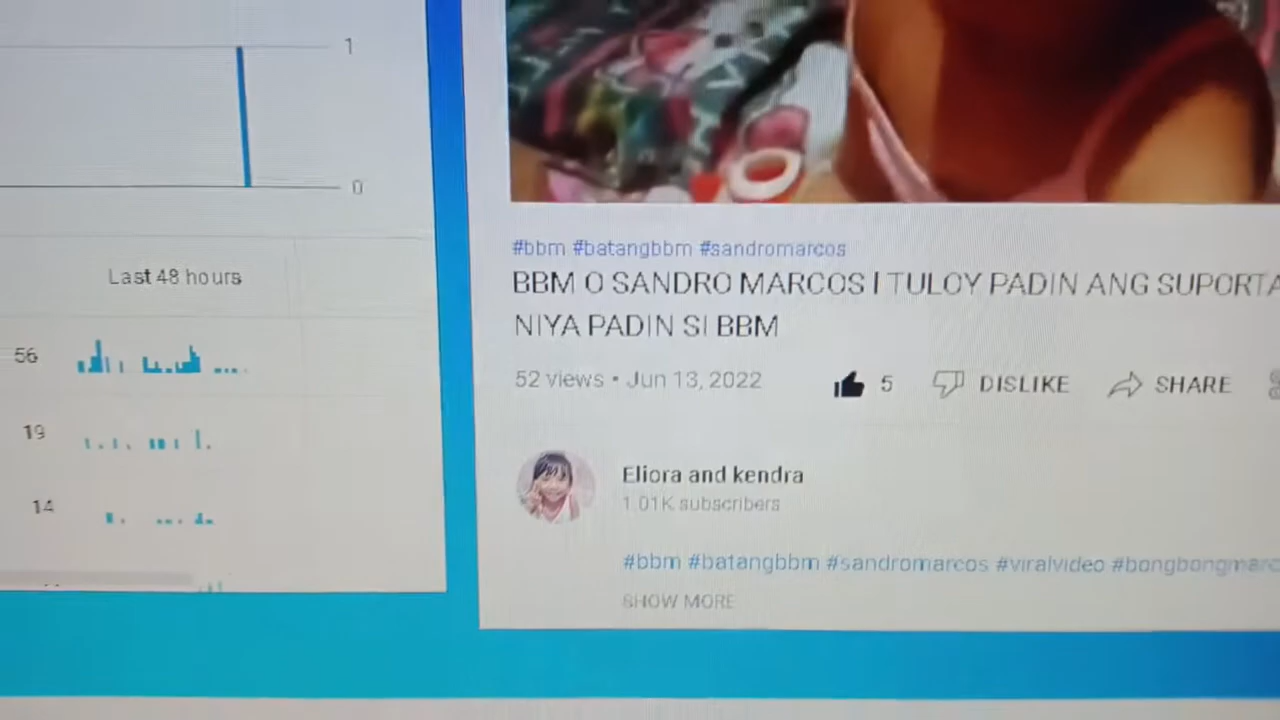 1
0
Last 48 hours
56
19
14
#bbm #batangbbm #sandromarcos
BBM O SANDRO MARCOS I TULOY PADIN ANG SUPORTA
NIYA PADIN SI BBM
52 views • Jun 13, 2022
5 DISLIKE SHARE
Eliora and kendra
1.01K subscribers
#bbm #batangbbm #sandromarcos #viralvideo #bongbongmarc
SHOW MORE